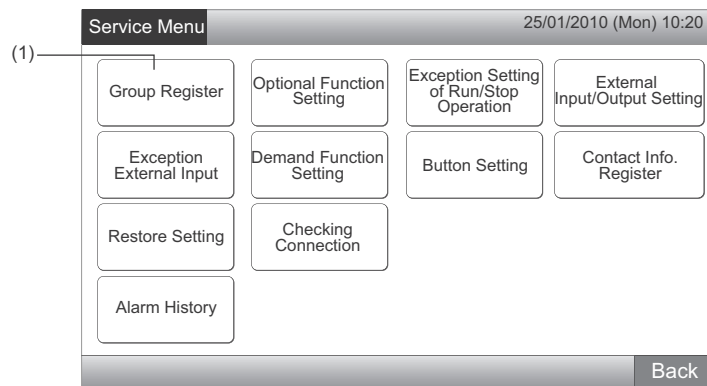 Service Menu
25/01/2010 (Mon) 10:20
(1)
Group Register
Optional Function
Setting
Exception Setting
of Run/Stop
Operation
External
Input/Output Setting
Exception
External Input
Demand Function
Setting
Button Setting
Contact Info.
Register
Restore Setting
Checking
Connection
Alarm History
Back